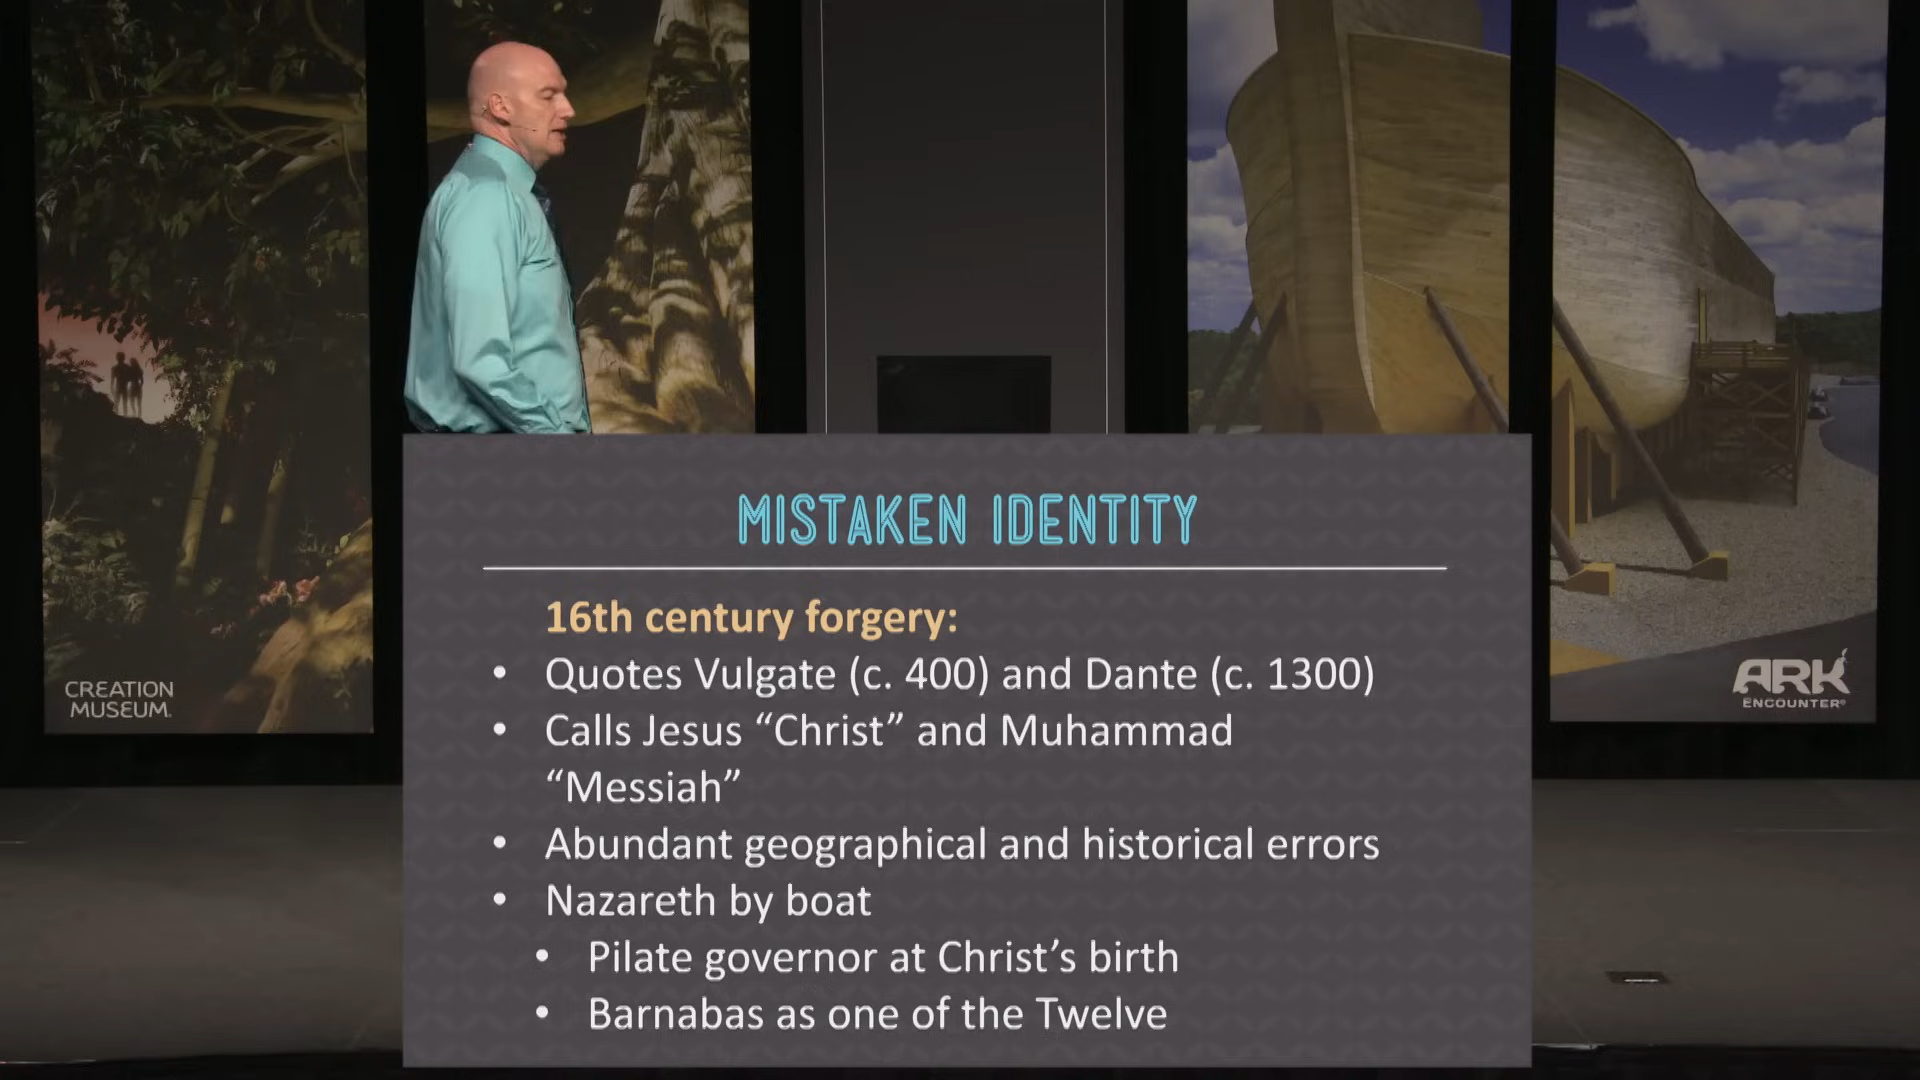 MISTAKEN IDENTITY
16th century forgery:
• Quotes Vulgate (c. 400) and Dante (c. 1300)
• Calls Jesus “Christ” and Muhammad
“Messiah”
• Abundant geographical and historical errors
• Nazareth by boat
• Pilate governor at Christ’s birth
• Barnabas as one of the Twelve
CREATION
MUSEUM.
ARK
ENCOUNTER®